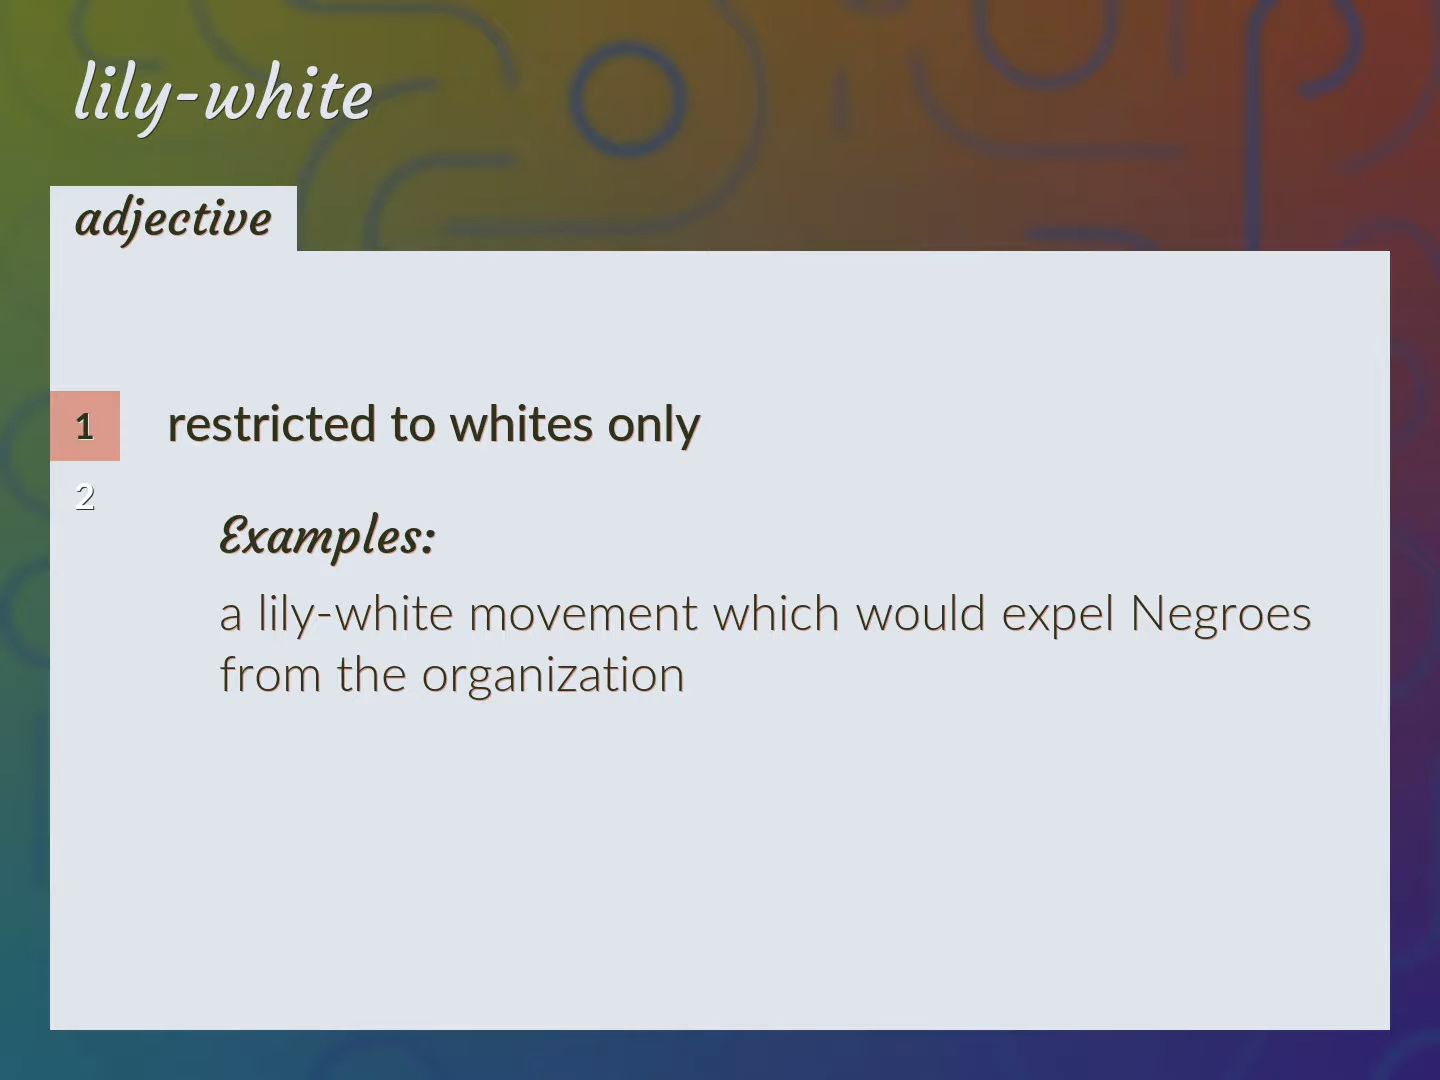 lily-white
adjective
1
restricted to whites only
2
Examples:
a lily-white movement which would expel Negroes
from the organization